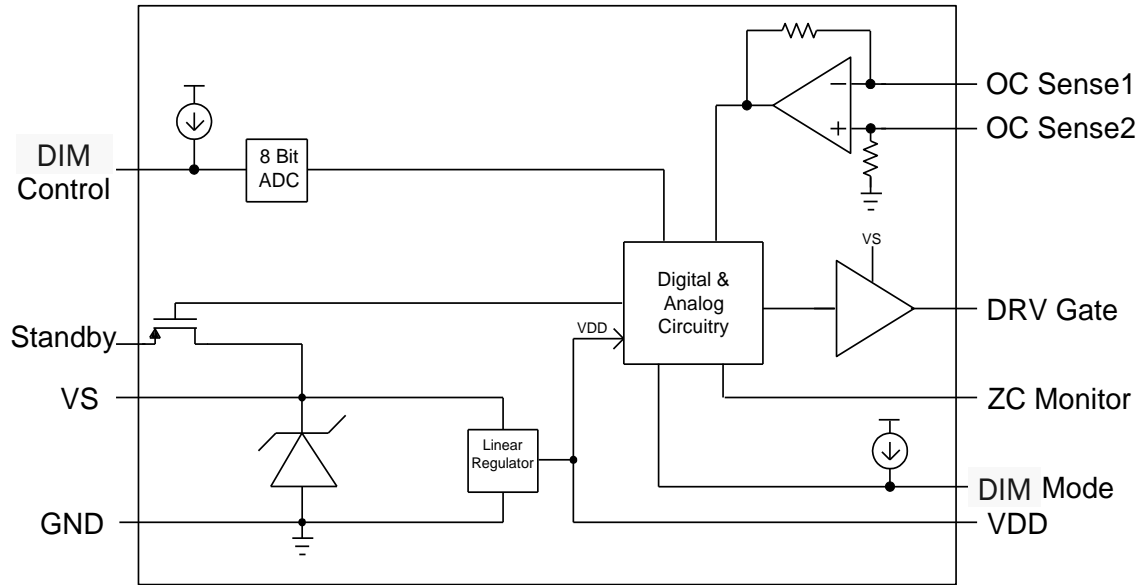 OC Sense1
OC Sense2
DIM
Control
8 Bit
ADC
VS
Digital &
Analog
Circuitry
DRV Gate
Standby
VDD
VS
ZC Monitor
Linear
Regulator
DIM Mode
GND
VDD